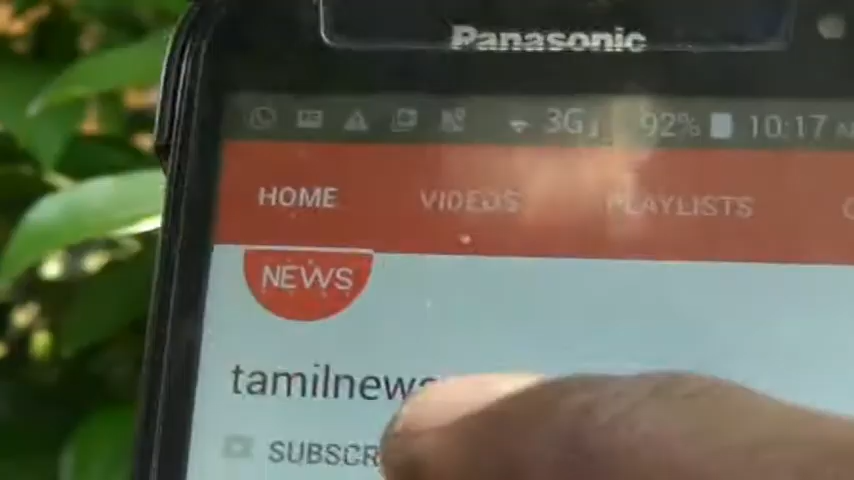 Panasonic
3G 92% 10:17
HOME VIDEOS PLAYLISTS
NEWS
tamilnews
SUBSCR